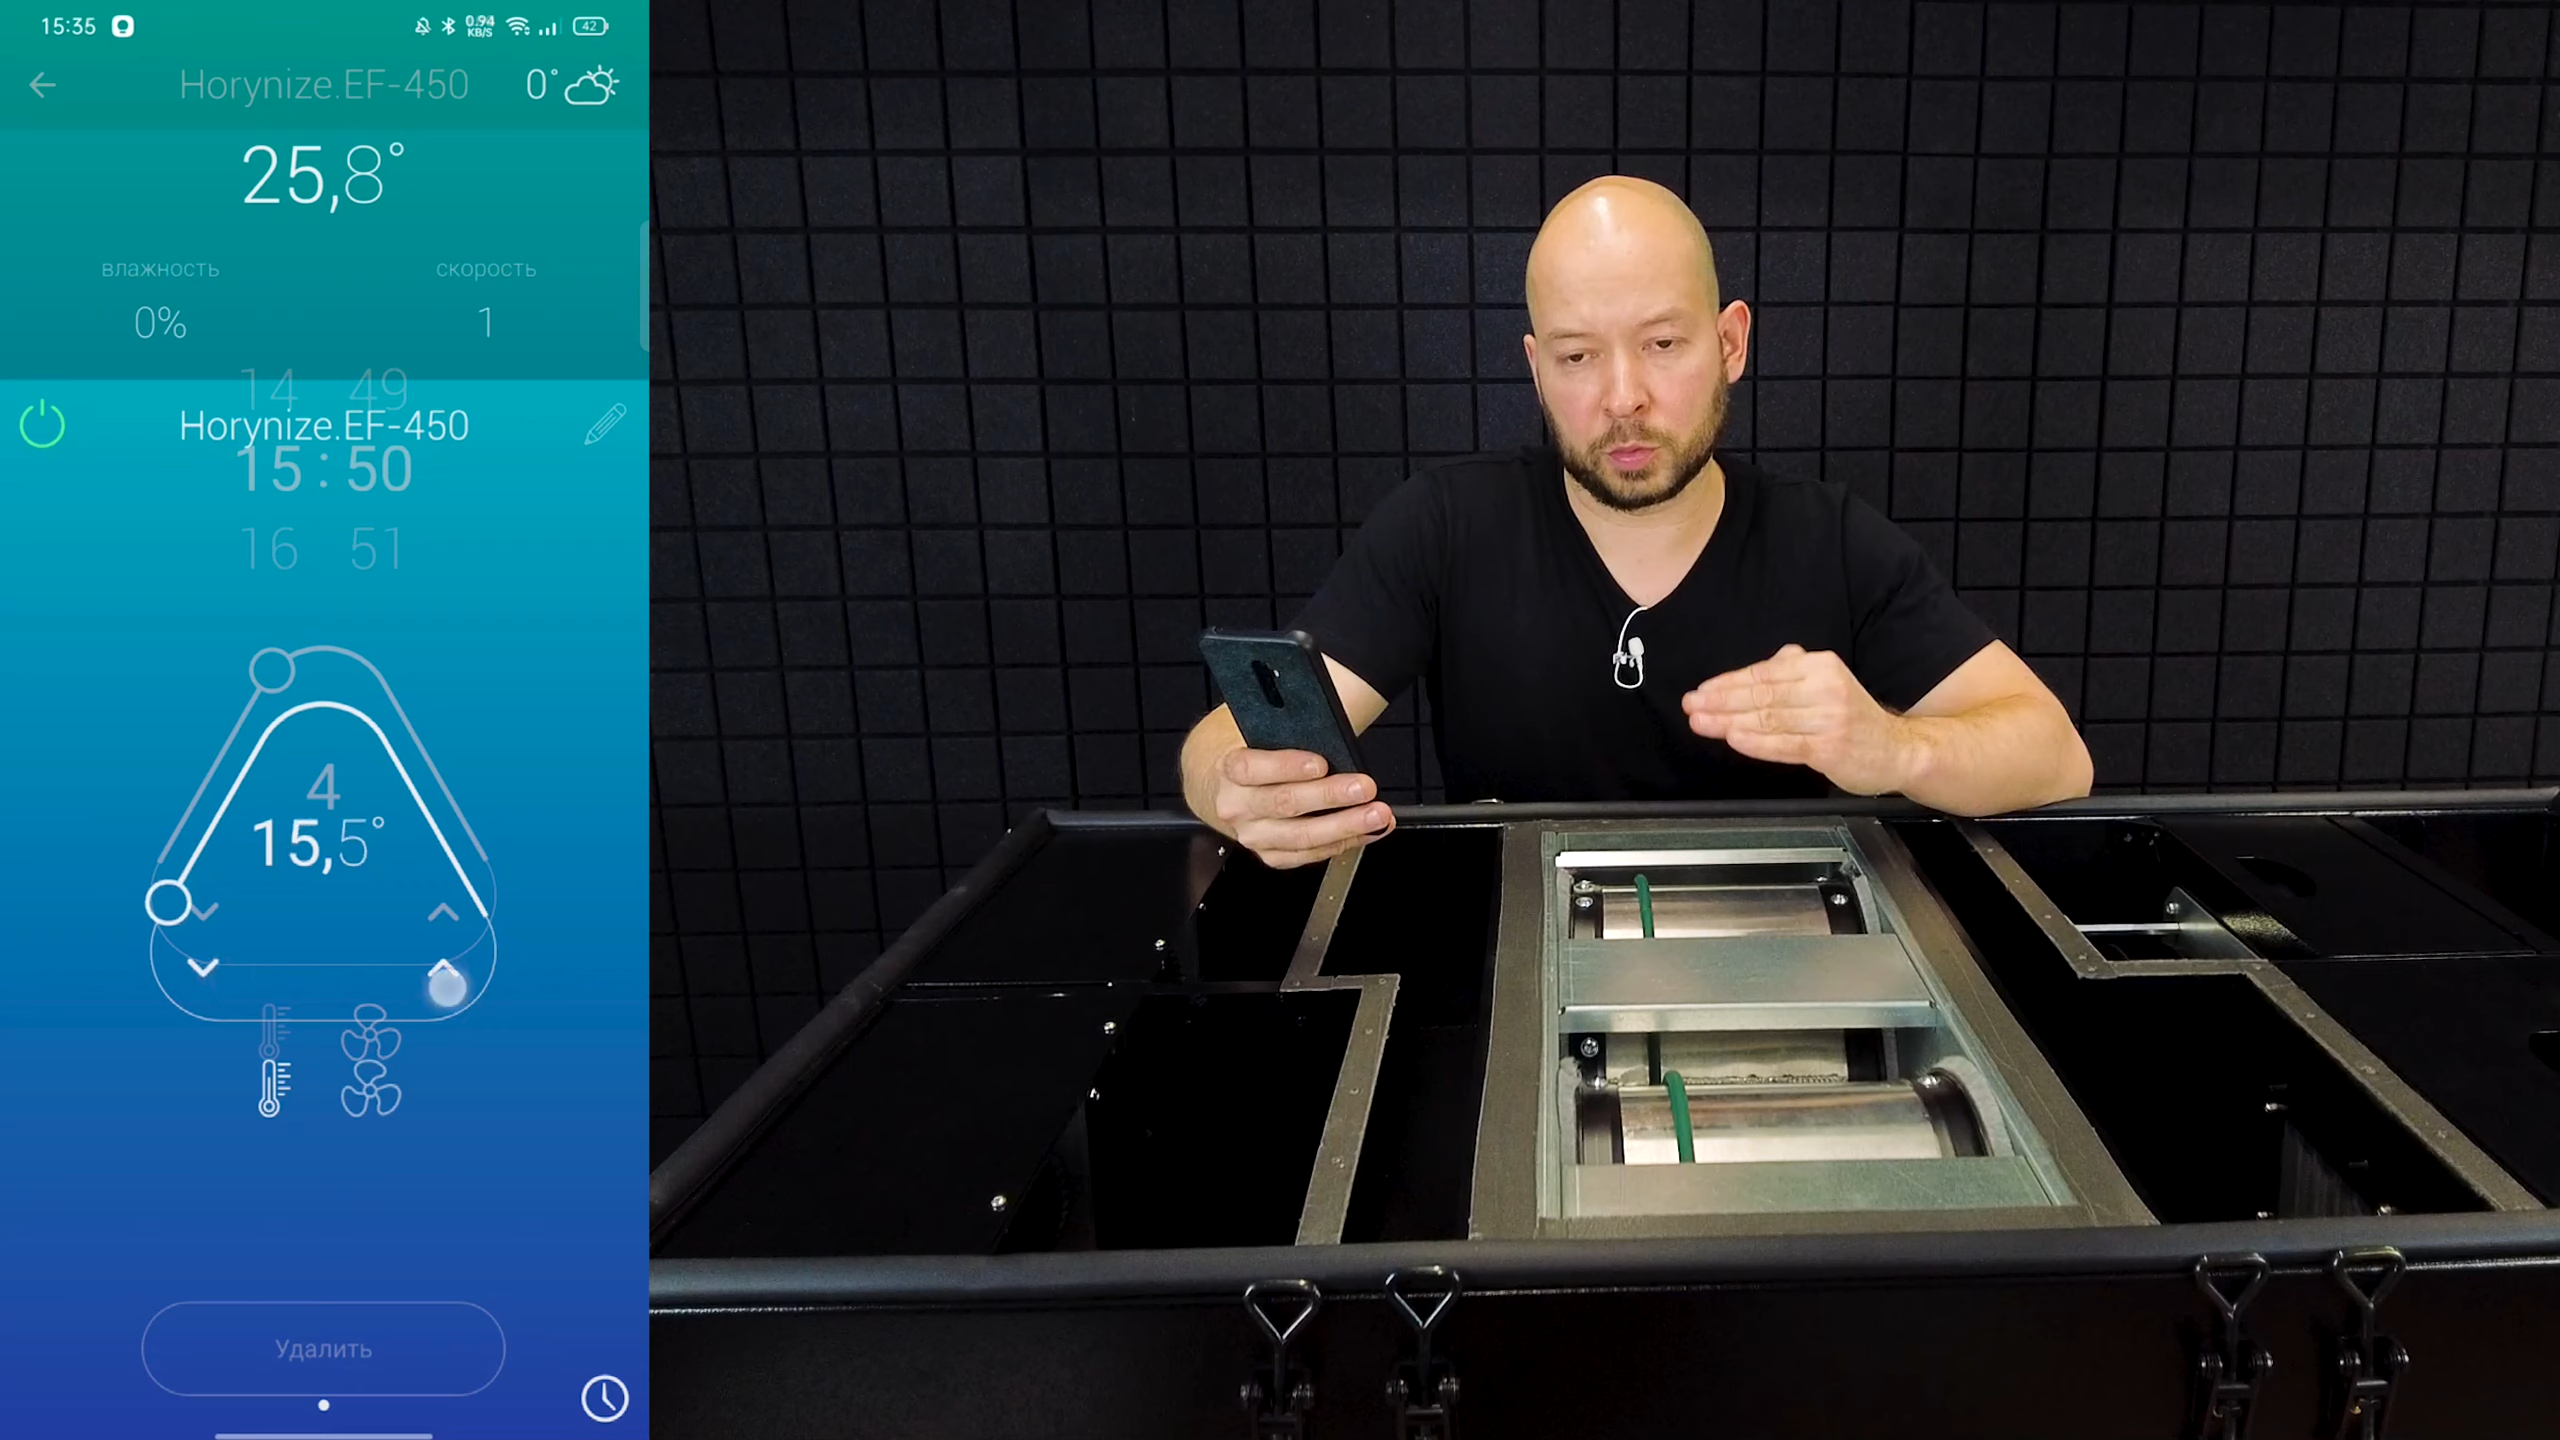 15:35
0.94
KB/S
42
Horynize.EF-450
0°
25,8°
влажность
скорость
0%
1
14 49
Horynize.EF-450
15 : 50
16 51
4
15,5°
Удалить